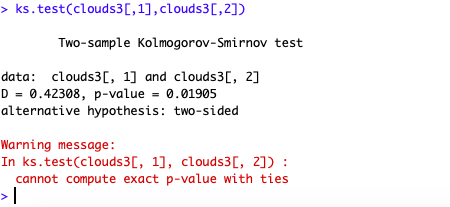 > ks.test(clouds3[,1],clouds3[,2])
Two-sample Kolmogorov-Smirnov test
data:  clouds3[, 1] and clouds3[, 2]
D = 0.42308, p-value = 0.01905
alternative hypothesis: two-sided
Warning message:
In ks.test(clouds3[, 1], clouds3[, 2]) :
cannot compute exact p-value with ties
>